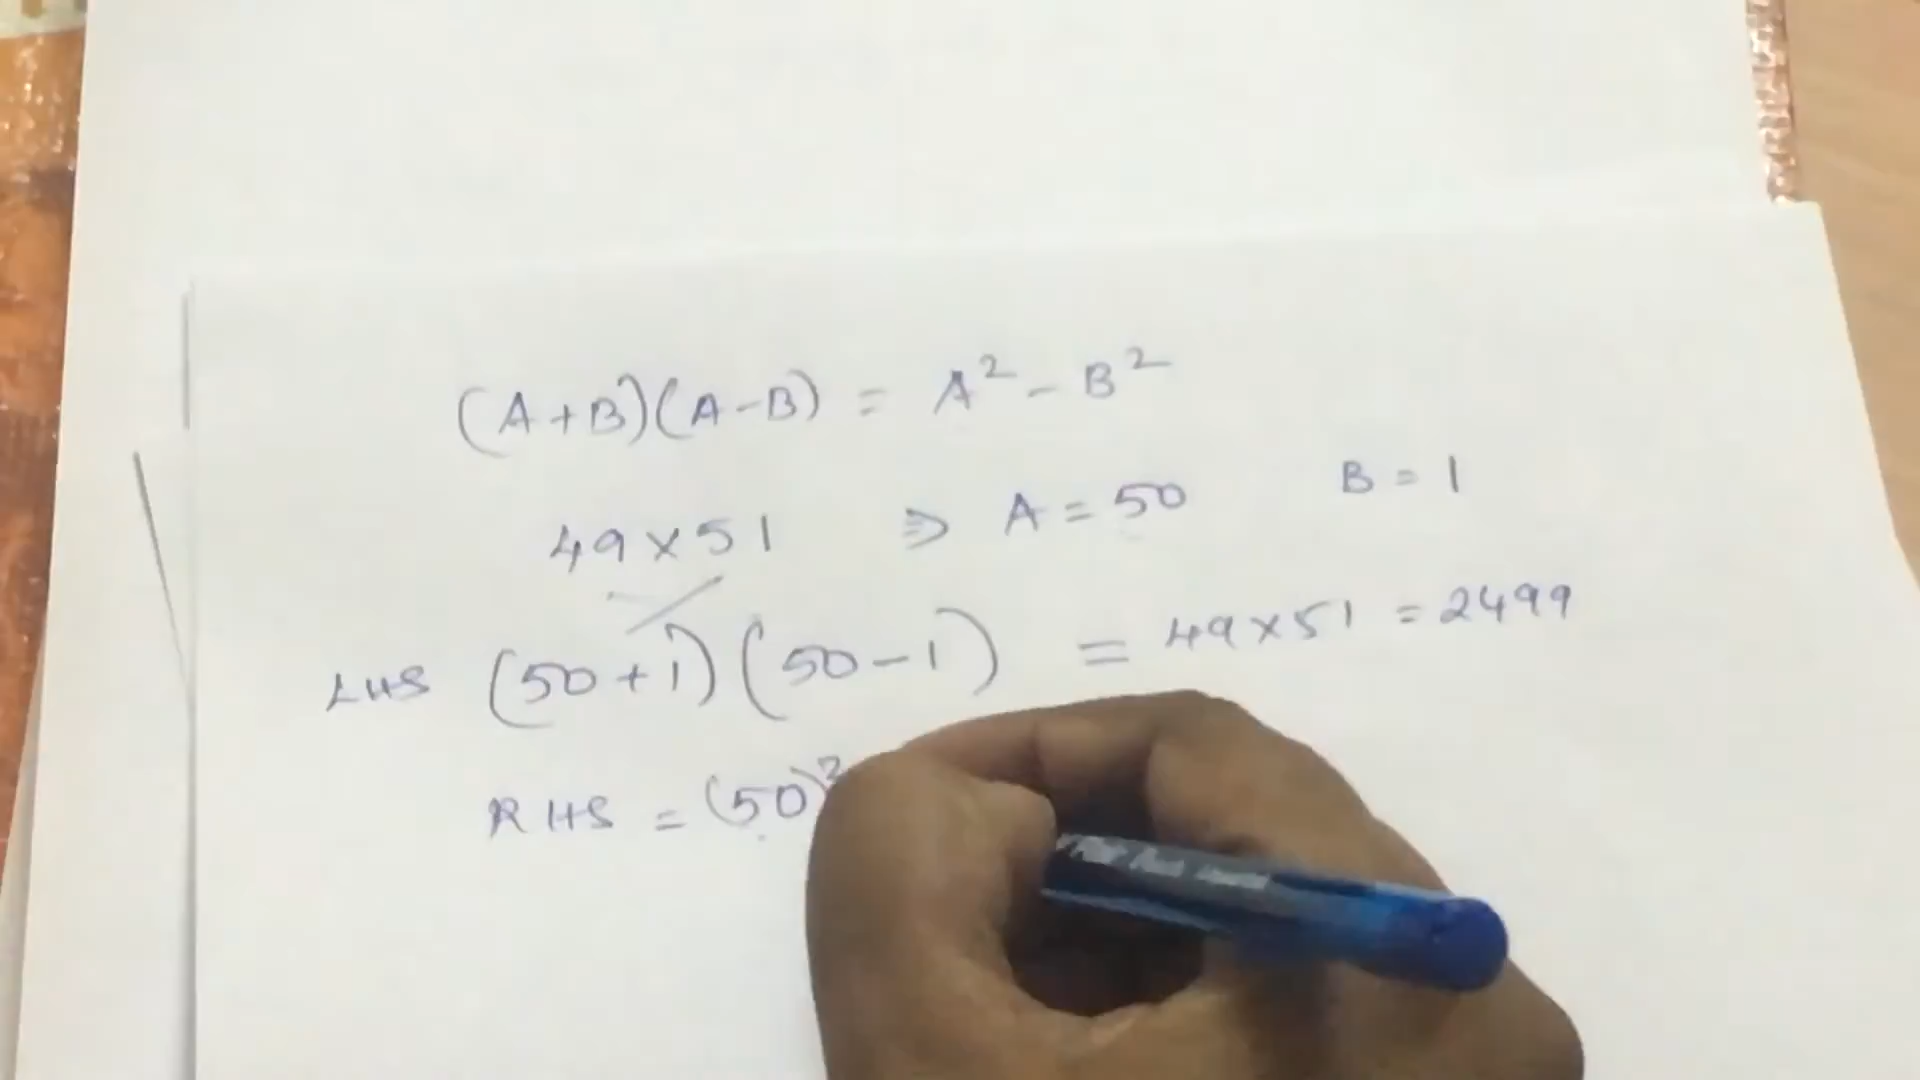 (A+B)(A-B) = A² - B²
49×51 ⇒ A = 50 B = 1
LHS (50+1)(50-1) = 49×51 = 2499
RHS = (50)²